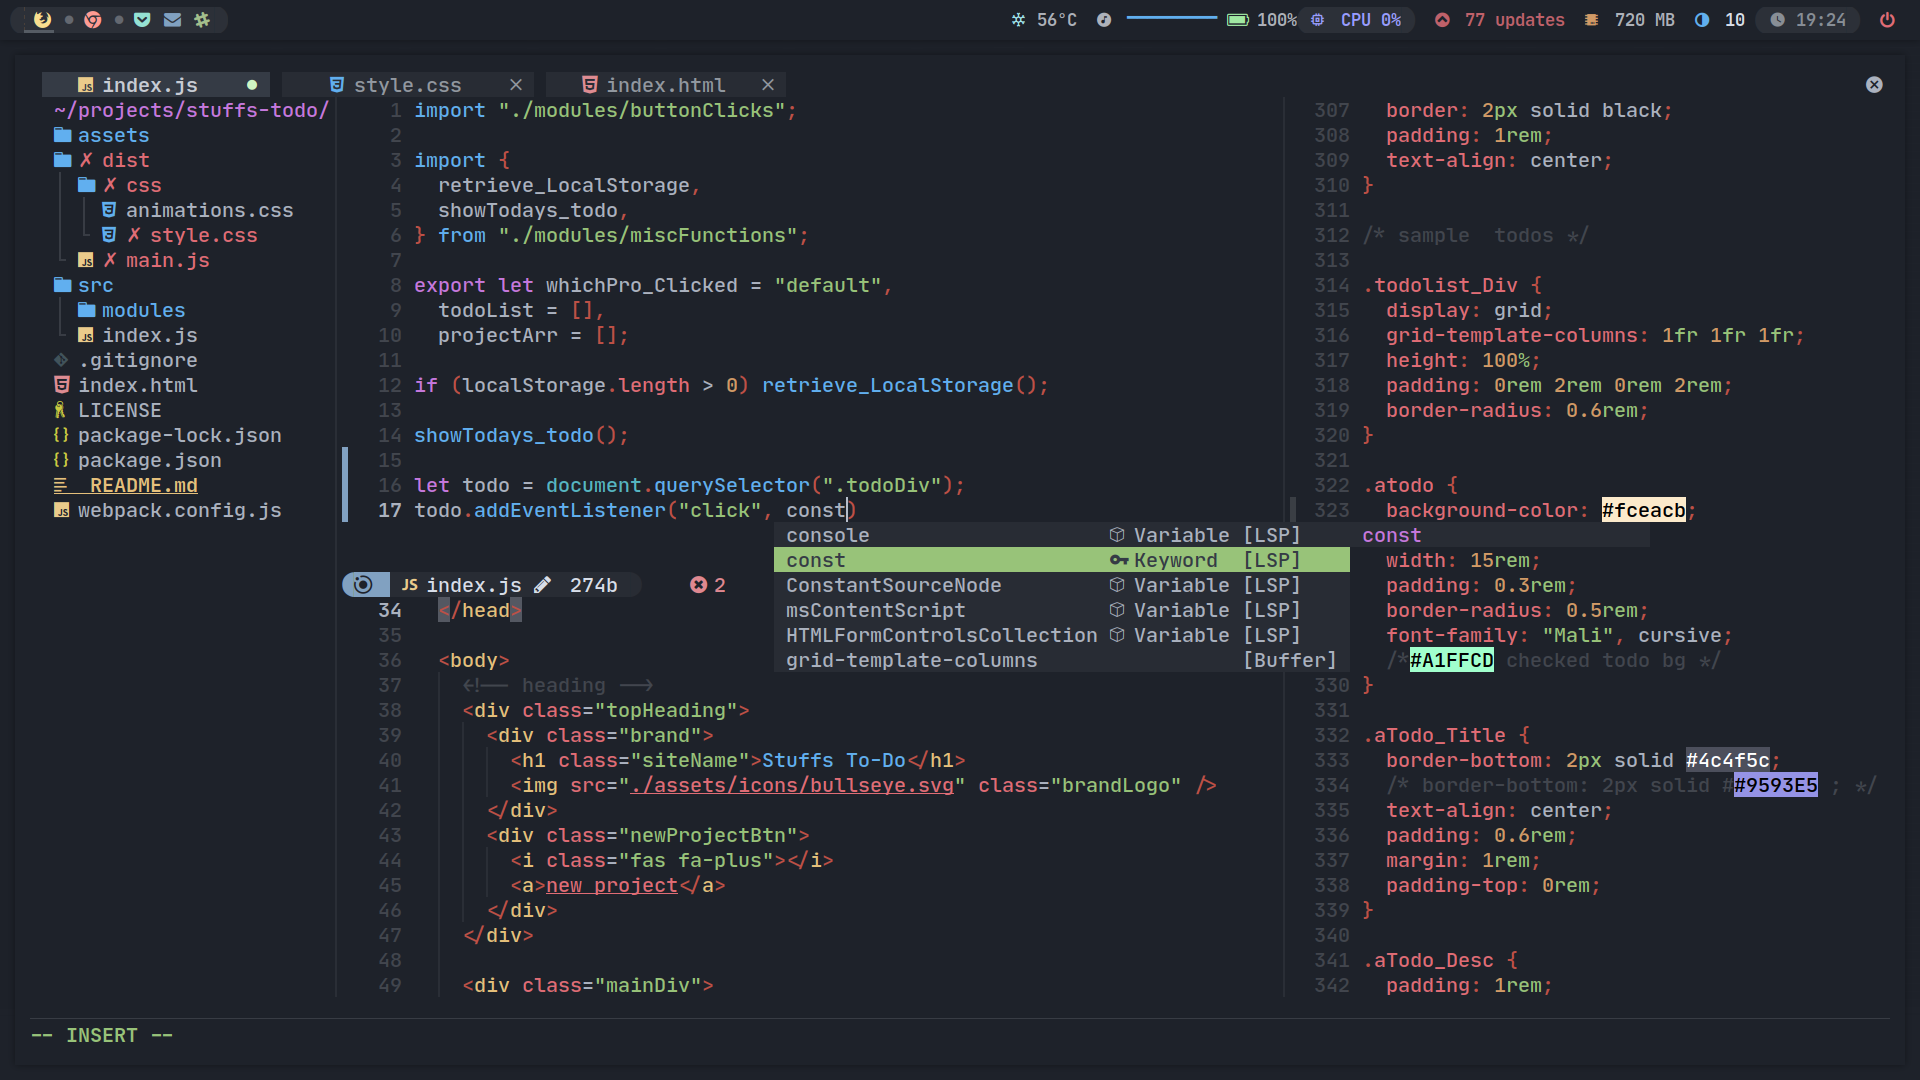 56°C 100% CPU 0% 77 updates 720 MB 10 19:24
index.js style.css index.html
~/projects/stuffs-todo/
assets
✗ dist
✗ css
animations.css
✗ style.css
JS ✗ main.js
src
modules
JS index.js
.gitignore
index.html
LICENSE
{} package-lock.json
{} package.json
README.md
JS webpack.config.js
1 import "./modules/buttonClicks";
2
3 import {
4 retrieve_LocalStorage,
5 showTodays_todo,
6 } from "./modules/miscFunctions";
7
8 export let whichPro_Clicked = "default",
9 todoList = [],
10 projectArr = [];
11
12 if (localStorage.length > 0) retrieve_LocalStorage();
13
14 showTodays_todo();
15
16 let todo = document.querySelector(".todoDiv");
17 todo.addEventListener("click", const)
console Variable [LSP]
const Keyword [LSP]
ConstantSourceNode Variable [LSP]
msContentScript Variable [LSP]
HTMLFormControlsCollection Variable [LSP]
grid-template-columns [Buffer]
const
JS index.js 274b 2
34 </head>
35
36 <body>
37 <!-- heading -->
38 <div class="topHeading">
39 <div class="brand">
40 <h1 class="siteName">Stuffs To-Do</h1>
41 <img src="./assets/icons/bullseye.svg" class="brandLogo" />
42 </div>
43 <div class="newProjectBtn">
44 <i class="fas fa-plus"></i>
45 <a>new project</a>
46 </div>
47 </div>
48
49 <div class="mainDiv">
307 border: 2px solid black;
308 padding: 1rem;
309 text-align: center;
310 }
311
312 /* sample  todos */
313
314 .todolist_Div {
315 display: grid;
316 grid-template-columns: 1fr 1fr 1fr;
317 height: 100%;
318 padding: 0rem 2rem 0rem 2rem;
319 border-radius: 0.6rem;
320 }
321
322 .atodo {
323 background-color: #fceacb;
width: 15rem;
padding: 0.3rem;
border-radius: 0.5rem;
font-family: "Mali", cursive;
/*#A1FFCD checked todo bg */
330 }
331
332 .aTodo_Title {
333 border-bottom: 2px solid #4c4f5c;
334 /* border-bottom: 2px solid ##9593E5 ; */
335 text-align: center;
336 padding: 0.6rem;
337 margin: 1rem;
338 padding-top: 0rem;
339 }
340
341 .aTodo_Desc {
342 padding: 1rem;
-- INSERT --